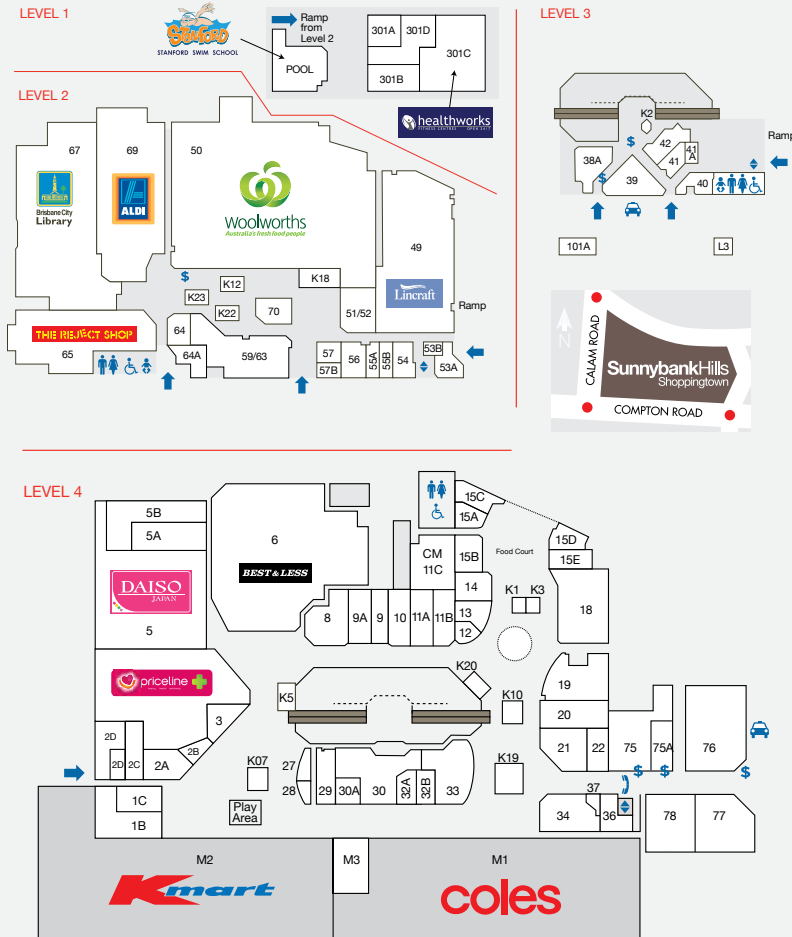 LEVEL 1
STANFORD
STANFORD SWIM SCHOOL
Ramp
from
Level 2
POOL
301A
301D
301C
301B
healthworks
FITNESS CENTRES OPEN 24/7
LEVEL 3
K2
42
41
A
41
38A
39
40
Ramp
$
$
101A
L3
N
CALAM ROAD
SunnybankHills
Shoppingtown
COMPTON ROAD
LEVEL 2
67
69
50
Brisbane City
Library
ALDI
Woolworths
Australia's fresh food people
49
Lincraft
Ramp
$
K18
K12
K23
K22
70
51/52
THE REJECT SHOP
65
64
64A
59/63
57
57B
56
55A
55B
54
53B
53A
LEVEL 4
5B
5A
DAISO
JAPAN
5
6
BEST & LESS
15C
15A
CM
11C
15B
Food Court
15D
15E
14
K1
K3
18
8
9A
9
10
11A
11B
13
12
priceline
K20
K5
K10
19
20
3
2D
2D
2C
2B
2A
21
22
75
75A
76
$
$
$
K07
27
28
29
30A
30
32A
32B
33
K19
Play
Area
37
34
36
78
77
1C
1B
M2
M3
M1
Kmart
coles